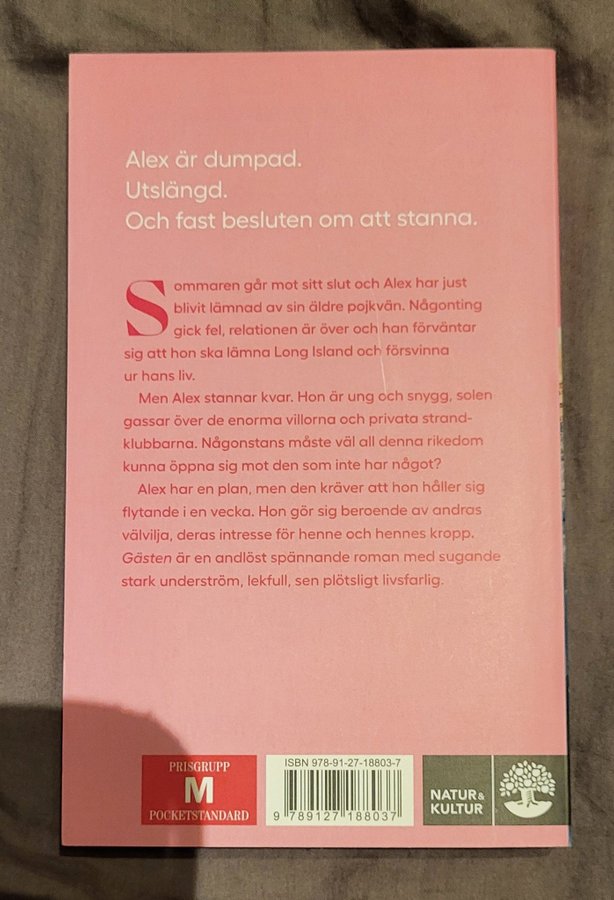 Alex är dumpad.
Utslängd.
Och fast besluten om att stanna.
Sommaren går mot sitt slut och Alex har just
blivit lämnad av sin äldre pojkvän. Någonting
gick fel, relationen är över och han förväntar
sig att hon ska lämna Long Island och försvinna
ur hans liv.
Men Alex stannar kvar. Hon är ung och snygg, solen
gassar över de enorma villorna och privata strand-
klubbarna. Någonstans måste väl all denna rikedom
kunna öppna sig mot den som inte har något?
Alex har en plan, men den kräver att hon håller sig
flytande i en vecka. Hon gör sig beroende av andras
välvilja, deras intresse för henne och hennes kropp.
Gästen är en andlöst spännande roman med sugande
stark underström, lekfull, sen plötsligt livsfarlig.
PRISGRUPP
M
POCKETSTANDARD
ISBN 978-91-27-18803-7
9 789127 188037
NATUR &
KULTUR